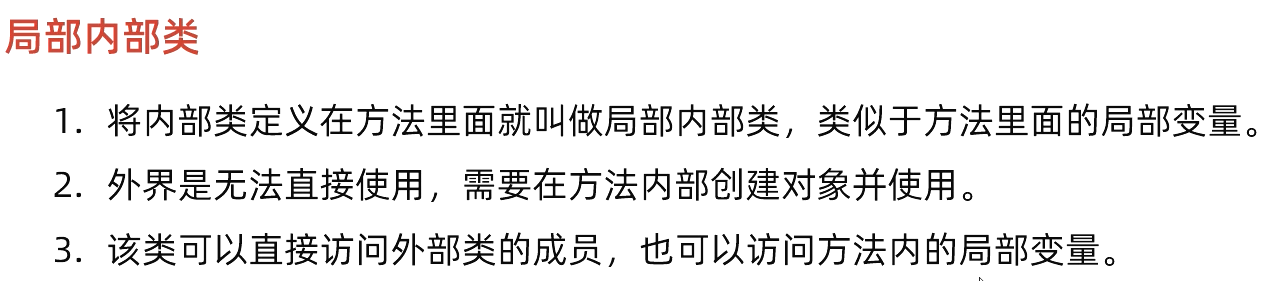 局部内部类
1. 将内部类定义在方法里面就叫做局部内部类，类似于方法里面的局部变量。
2. 外界是无法直接使用，需要在方法内部创建对象并使用。
3. 该类可以直接访问外部类的成员，也可以访问方法内的局部变量。